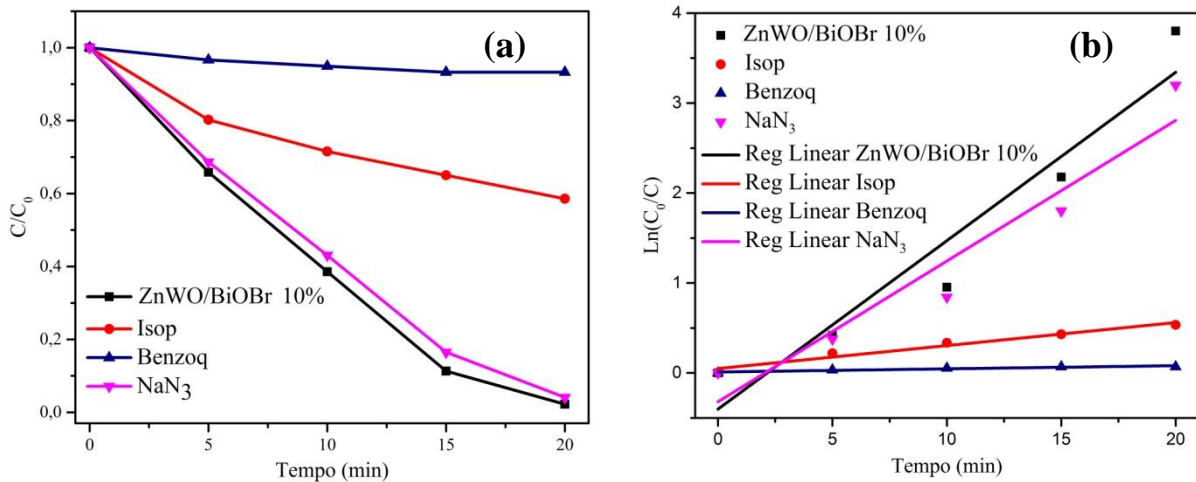 (a)
C/C₀
1,0
0,8
0,6
0,4
0,2
0,0
ZnWO/BiOBr 10%
Isop
Benzoq
NaN₃
0 5 10 15 20
Tempo (min)
(b)
Ln(C₀/C)
4
3
2
1
0
ZnWO/BiOBr 10%
Isop
Benzoq
NaN₃
Reg Linear ZnWO/BiOBr 10%
Reg Linear Isop
Reg Linear Benzoq
Reg Linear NaN₃
0 5 10 15 20
Tempo (min)